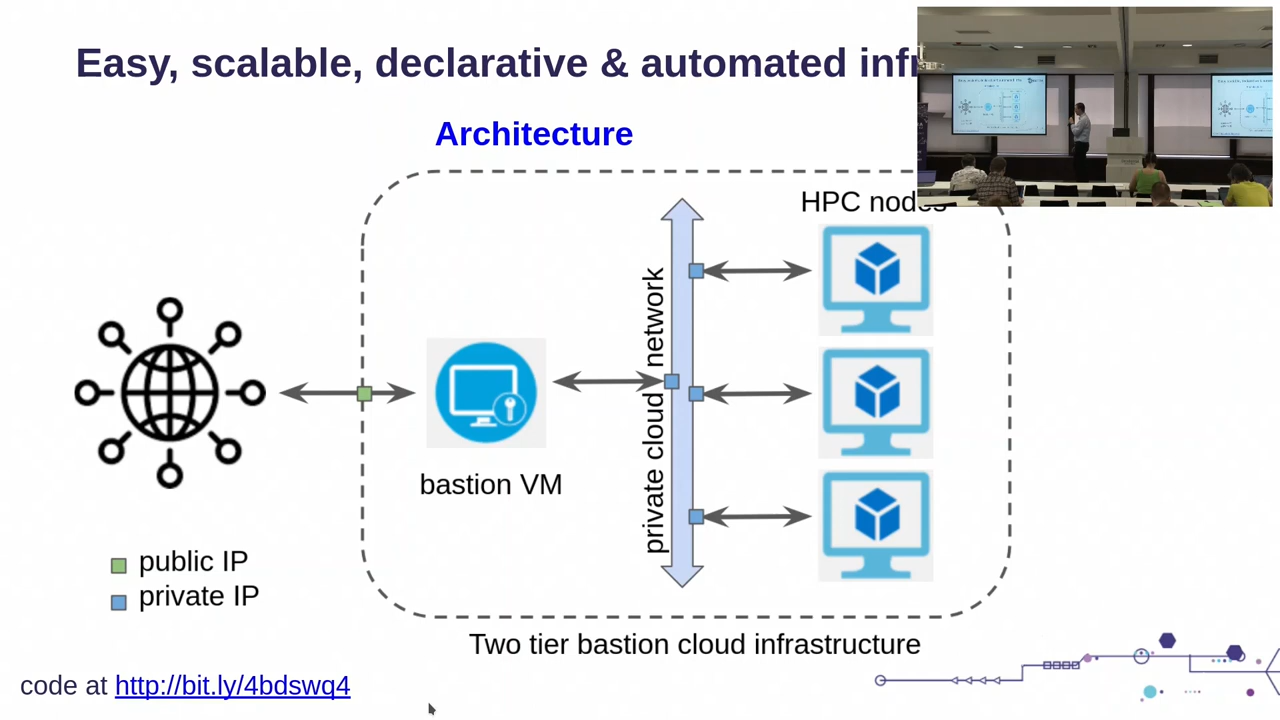 Easy, scalable, declarative & automated
Architecture
HPC nodes
private cloud network
bastion VM
public IP
private IP
Two tier bastion cloud infrastructure
code at http://bit.ly/4bdswq4